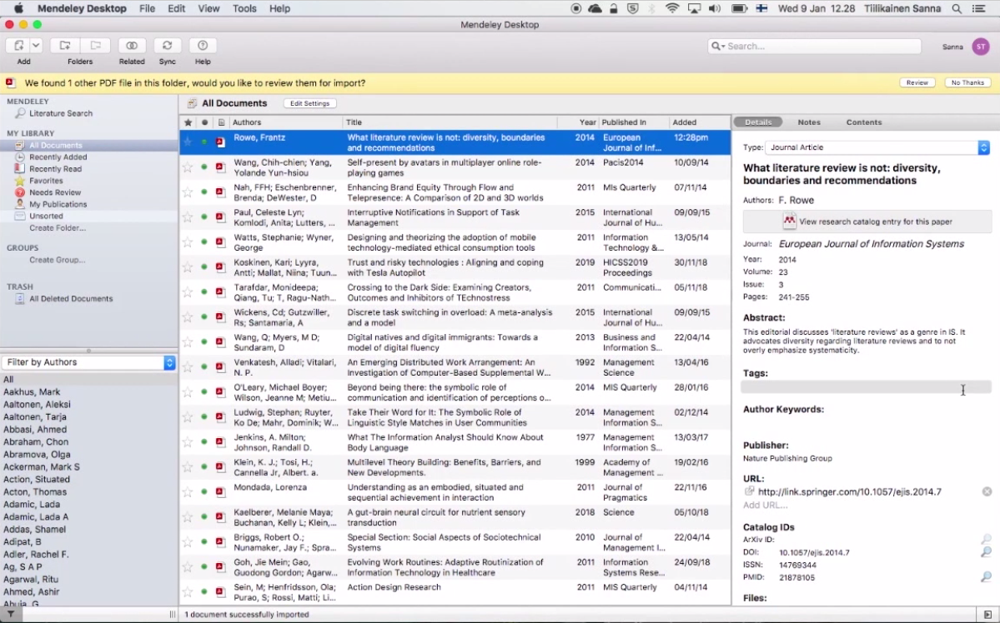 Mendeley Desktop File Edit View Tools Help Wed 9 Jan 12.28 Tiilikainen Sanna
Mendeley Desktop
Search...
Sanna ST
Add Folders Related Sync Help
We found 1 other PDF file in this folder, would you like to review them for import? Review No Thanks
MENDELEY
Literature Search
MY LIBRARY
All Documents
Recently Added
Recently Read
Favorites
Needs Review
My Publications
Unsorted
Create Folder...
GROUPS
Create Group...
TRASH
All Deleted Documents
Filter by Authors
All
Aakhus, Mark
Aaltonen, Aleksi
Aaltonen, Tarja
Abbasi, Ahmed
Abraham, Chon
Abramova, Olga
Ackerman, Mark S
Action, Situated
Acton, Thomas
Adamic, Lada
Adamic, Lada A
Addas, Shamel
Adipat, B
Adler, Rachel F.
Ag, S A P
Agarwal, Ritu
Ahmed, Ashir
Ahuja, G
All Documents Edit Settings
Authors Title Year Published In Added
Rowe, Frantz What literature review is not: diversity, boundaries 2014 European 12:28pm
and recommendations Journal of Inf...
Wang, Chih-chien; Yang, Self-present by avatars in multiplayer online role- 2014 Pacis2014 10/09/14
Yolande Yun-hsiou playing games
Nah, FFH; Eschenbrenner, Enhancing Brand Equity Through Flow and 2011 MIs Quarterly 07/11/14
Brenda; DeWester, D Telepresence: A Comparison of 2D and 3D worlds
Paul, Celeste Lyn; Interruptive Notifications in Support of Task 2015 International 09/09/15
Komlodi, Anita; Lutters, ... Management Journal of Hu...
Watts, Stephanie; Wyner, Designing and theorizing the adoption of mobile 2011 Information 13/05/14
George technology-mediated ethical consumption tools Technology &...
Koskinen, Kari; Lyyra, Trust and risky technologies : Aligning and coping 2019 HICSS2019 30/11/18
Antti; Mallat, Niina; Tuun... with Tesla Autopilot Proceedings
Tarafdar, Monideepa; Crossing to the Dark Side: Examining Creators, 2011 Communicati... 05/11/18
Qiang, Tu; T, Ragu-Nath... Outcomes and Inhibitors of TEchnostress
Wickens, Cd; Gutzwiller, Discrete task switching in overload: A meta-analysis 2015 International 09/09/15
Rs; Santamaria, A and a model Journal of Hu...
Wang, Q; Myers, M D; Digital natives and digital immigrants: Towards a 2013 Business and 22/04/14
Sundaram, D model of digital fluency Information S...
Venkatesh, Alladi; Vitalari, An Emerging Distributed Work Arrangement: An 1992 Management 13/04/16
N. P. Investigation of Computer-Based Supplemental W... Science
O'Leary, Michael Boyer; Beyond being there: the symbolic role of 2014 MIS Quarterly 28/01/16
Wilson, Jeanne M; Metiu... communication and identification of perceptions o...
Ludwig, Stephan; Ruyter, Take Their Word for It: The Symbolic Role of 2014 Management 02/12/14
Ko De; Mahr, Dominik; W... Linguistic Style Matches in User Communities Information S...
Jenkins, A. Milton; What The Information Analyst Should Know About 1977 Management 13/03/17
Johnson, Randall D. Body Language Information S...
Klein, K. J.; Tosi, H.; Multilevel Theory Building: Benefits, Barriers, and 1999 Academy of 19/02/16
Cannella Jr, Albert. a. New Developments. Management ...
Mondada, Lorenza Understanding as an embodied, situated and 2011 Journal of 22/11/16
sequential achievement in interaction Pragmatics
Kaelberer, Melanie Maya; A gut-brain neural circuit for nutrient sensory 2018 Science 05/10/18
Buchanan, Kelly L; Klein,... transduction
Briggs, Robert O.; Special Section: Social Aspects of Sociotechnical 2010 Journal of 22/04/14
Nunamaker, Jay F.; Spra... Systems Management I...
Goh, Jie Mein; Gao, Evolving Work Routines: Adaptive Routinization of 2011 Information 24/09/18
Guodong Gordon; Agarw... Information Technology in Healthcare Systems Rese...
Sein, M; Henfridsson, Ola; Action Design Research 2011 MIS Quarterly 04/11/14
Purao, S; Rossi, Matti; Li...
1 document successfully imported
Details Notes Contents
Type: Journal Article
What literature review is not: diversity,
boundaries and recommendations
Authors: F. Rowe
View research catalog entry for this paper
Journal: European Journal of Information Systems
Year: 2014
Volume: 23
Issue: 3
Pages: 241-255
Abstract:
This editorial discusses 'literature reviews' as a genre in IS. It
advocates diversity regarding literature reviews and to not
overly emphasize systematicity.
Tags:
Author Keywords:
Publisher:
Nature Publishing Group
URL:
http://link.springer.com/10.1057/ejis.2014.7
Add URL...
Catalog IDs
ArXiv ID:
DOI: 10.1057/ejis.2014.7
ISSN: 14769344
PMID: 21878105
Files: